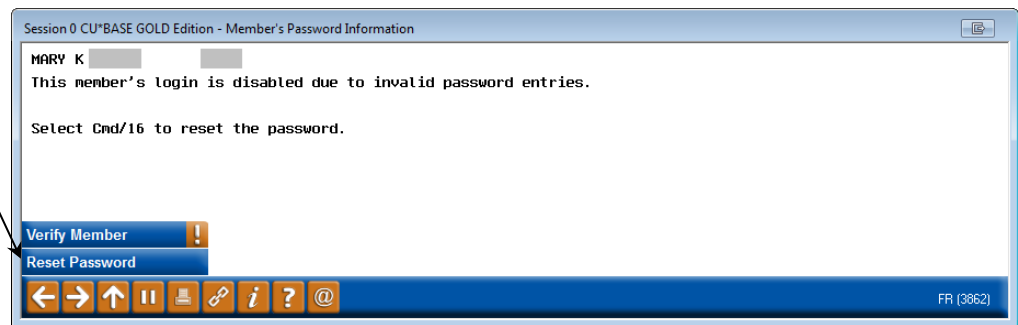 Session 0 CU*BASE GOLD Edition - Member's Password Information
MARY K
This member's login is disabled due to invalid password entries.
Select Cmd/16 to reset the password.
Verify Member !
Reset Password
i ? @ FR (3862)